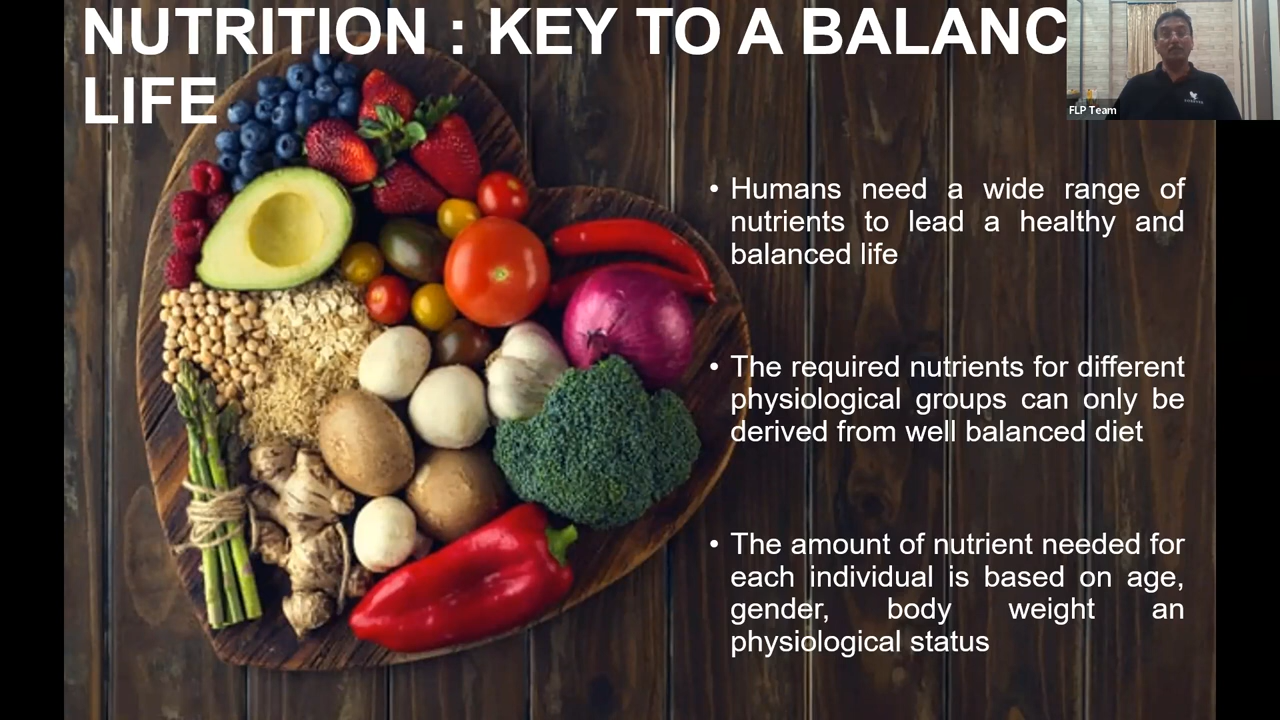 NUTRITION : KEY TO A BALANC
LIFE
FLP Team
• Humans need a wide range of
nutrients to lead a healthy and
balanced life
• The required nutrients for different
physiological groups can only be
derived from well balanced diet
• The amount of nutrient needed for
each individual is based on age,
gender, body weight an
physiological status